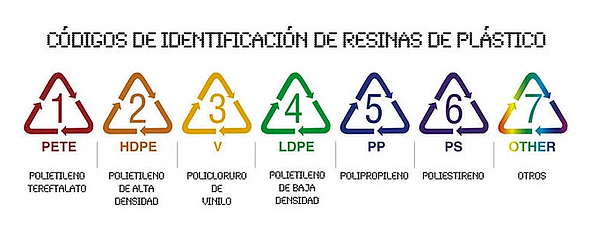 CÓDIGOS DE IDENTIFICACIÓN DE RESINAS DE PLÁSTICO
1 2 3 4 5 6 7
PETE HDPE V LDPE PP PS OTHER
POLIETILENO TEREFTALATO
POLIETILENO DE ALTA DENSIDAD
POLICLORURO DE VINILO
POLIETILENO DE BAJA DENSIDAD
POLIPROPILENO
POLIESTIRENO
OTROS